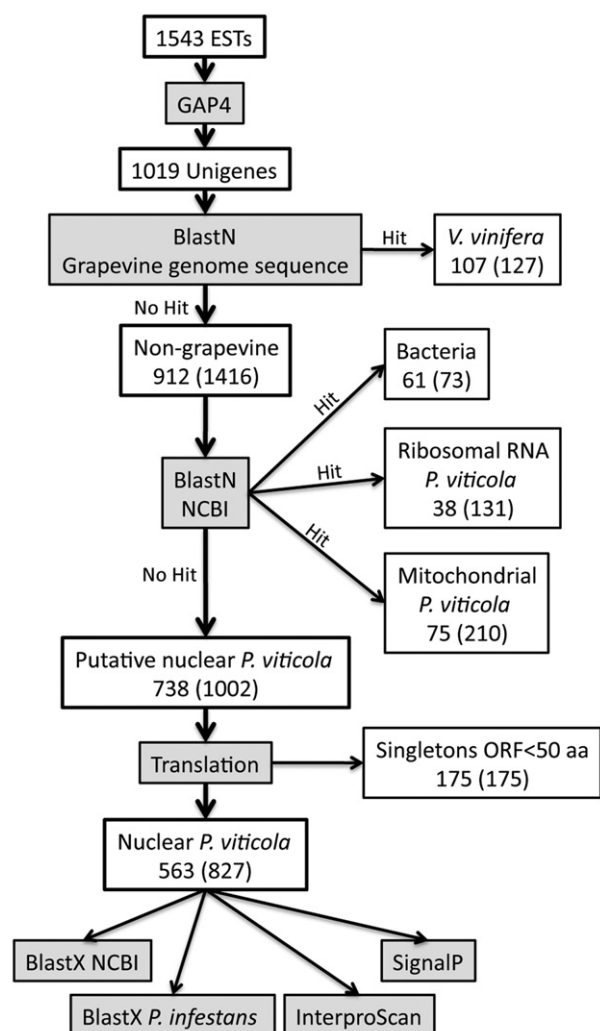 1543 ESTs
GAP4
1019 Unigenes
BlastN
Grapevine genome sequence
Hit
V. vinifera
107 (127)
No Hit
Non-grapevine
912 (1416)
Hit
Bacteria
61 (73)
BlastN
NCBI
Hit
Ribosomal RNA
P. viticola
38 (131)
Hit
Mitochondrial
P. viticola
75 (210)
No Hit
Putative nuclear P. viticola
738 (1002)
Translation
Singletons ORF<50 aa
175 (175)
Nuclear P. viticola
563 (827)
BlastX NCBI
SignalP
BlastX P. infestans
InterproScan